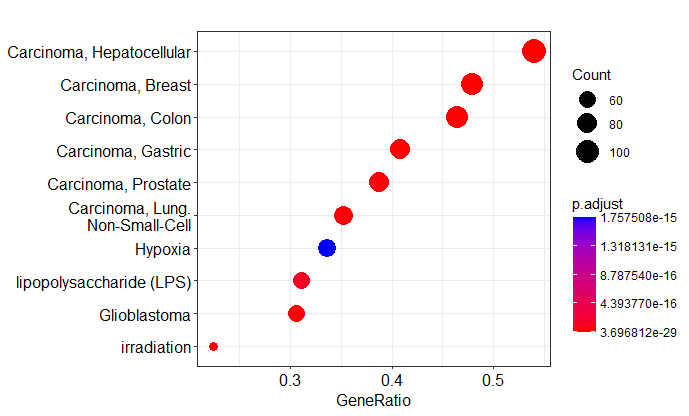 Carcinoma, Hepatocellular
Carcinoma, Breast
Carcinoma, Colon
Carcinoma, Gastric
Carcinoma, Prostate
Carcinoma, Lung.
Non-Small-Cell
Hypoxia
lipopolysaccharide (LPS)
Glioblastoma
irradiation
0.3 0.4 0.5
GeneRatio
Count
60
80
100
p.adjust
1.757508e-15
1.318131e-15
8.787540e-16
4.393770e-16
3.696812e-29